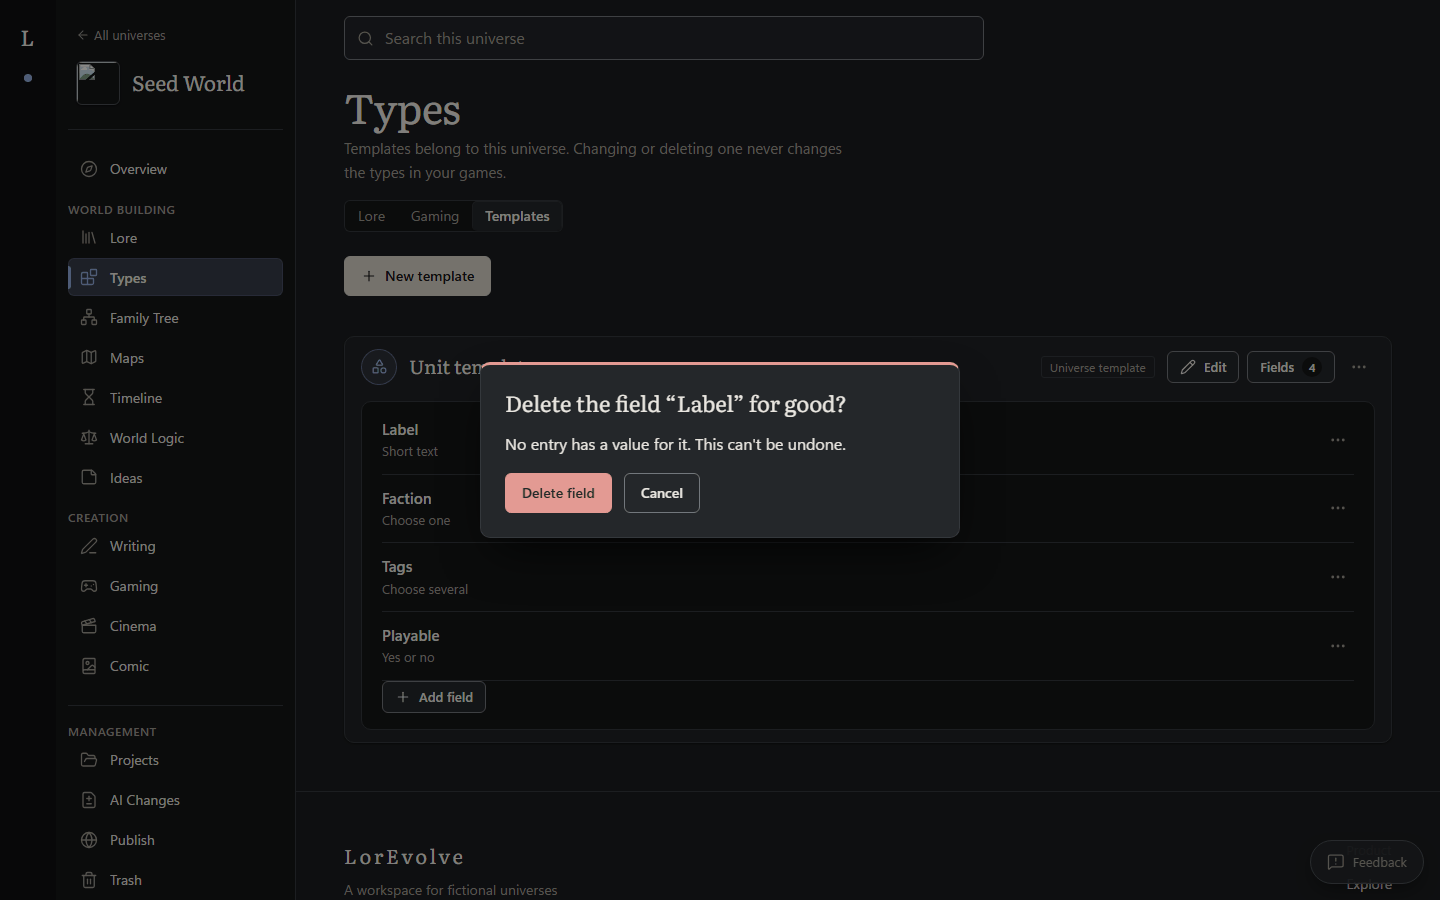 L
All universes
Seed World
Overview
WORLD BUILDING
Lore
Types
Family Tree
Maps
Timeline
World Logic
Ideas
CREATION
Writing
Gaming
Cinema
Comic
MANAGEMENT
Projects
AI Changes
Publish
Trash
Search this universe
Types
Templates belong to this universe. Changing or deleting one never changes
the types in your games.
Lore Gaming Templates
New template
Unit
Universe template
Edit
Fields 4
Delete the field “Label” for good?
No entry has a value for it. This can't be undone.
Delete field
Cancel
Label
Short text
Faction
Choose one
Tags
Choose several
Playable
Yes or no
Add field
LorEvolve
A workspace for fictional universes
Feedback
Explore